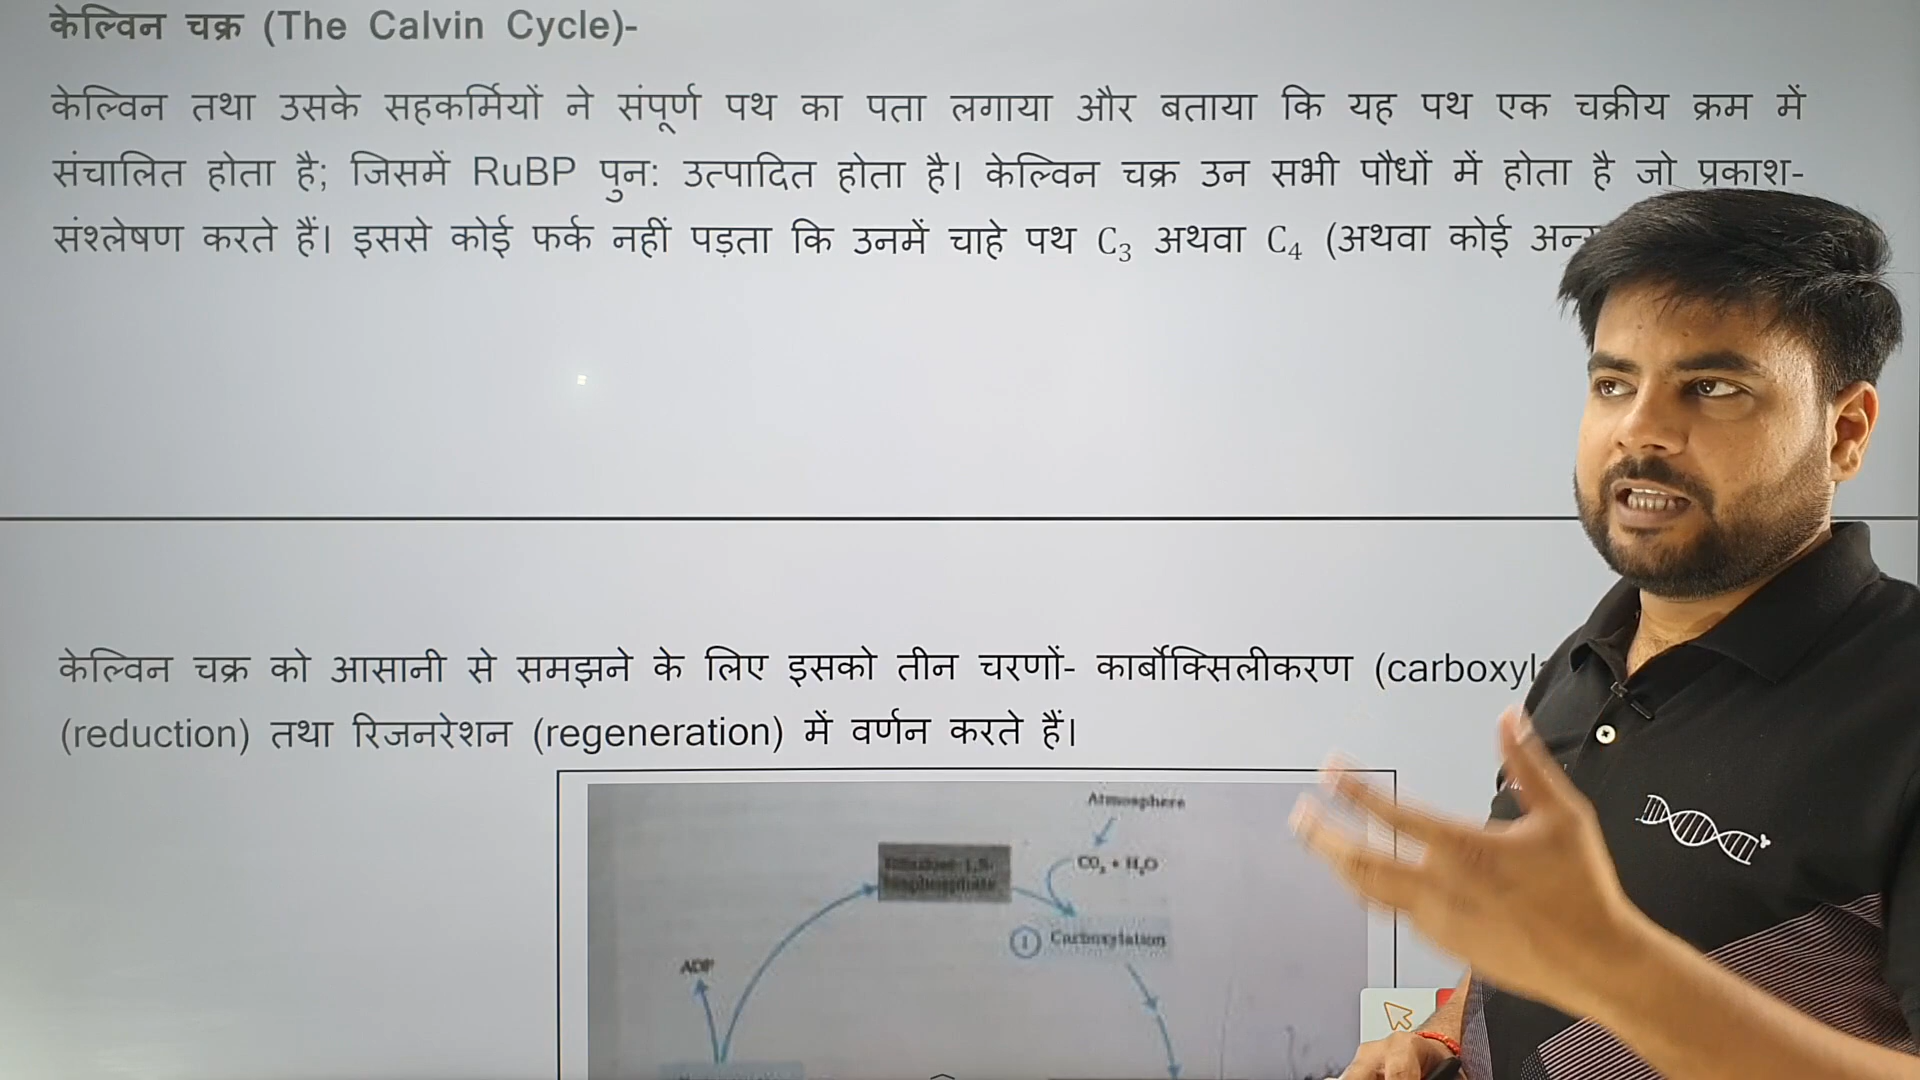 केल्विन चक्र (The Calvin Cycle)-
केल्विन तथा उसके सहकर्मियों ने संपूर्ण पथ का पता लगाया और बताया कि यह पथ एक चक्रीय क्रम में
संचालित होता है; जिसमें RuBP पुन: उत्पादित होता है। केल्विन चक्र उन सभी पौधों में होता है जो प्रकाश-
संश्लेषण करते हैं। इससे कोई फर्क नहीं पड़ता कि उनमें चाहे पथ C₃ अथवा C₄ (अथवा कोई
केल्विन चक्र को आसानी से समझने के लिए इसको तीन चरणों- कार्बोक्सिलीकरण
(reduction) तथा रिजनरेशन (regeneration) में वर्णन करते हैं।
Atmosphere
CO₂ + H₂O
1 Carboxylation
ADP